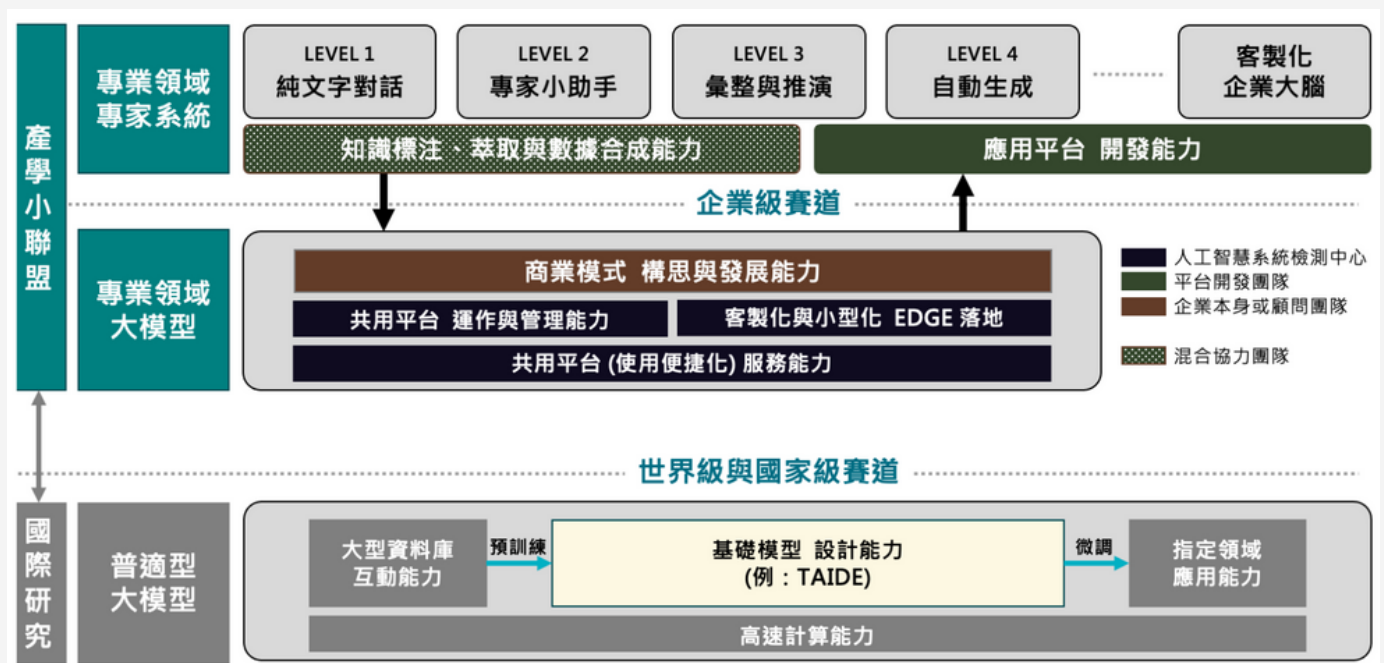 產學小聯盟
專業領域
專家系統
LEVEL 1
純文字對話
LEVEL 2
專家小助手
LEVEL 3
彙整與推演
LEVEL 4
自動生成
客製化
企業大腦
知識標注、萃取與數據合成能力
應用平台 開發能力
企業級賽道
專業領域
大模型
商業模式 構思與發展能力
共用平台 運作與管理能力
客製化與小型化 EDGE 落地
共用平台 (使用便捷化) 服務能力
人工智慧系統檢測中心
平台開發團隊
企業本身或顧問團隊
混合協力團隊
世界級與國家級賽道
國際研究
普適型
大模型
大型資料庫
互動能力
預訓練
基礎模型 設計能力
(例：TAIDE)
微調
指定領域
應用能力
高速計算能力